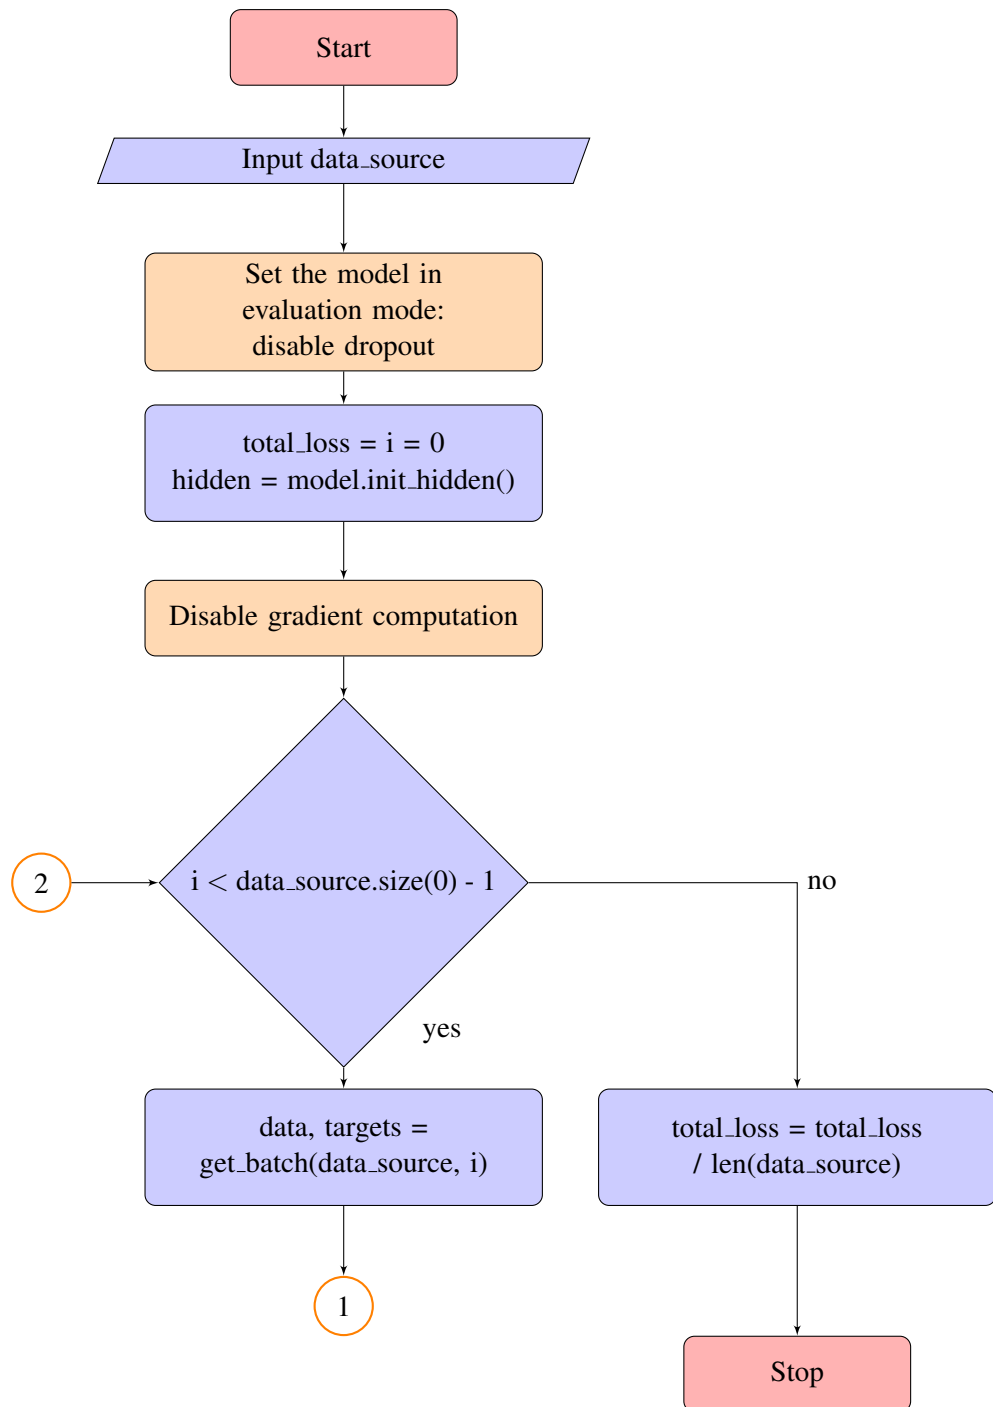 Start
Input data_source
Set the model in
evaluation mode:
disable dropout
total_loss = i = 0
hidden = model.init_hidden()
Disable gradient computation
2
i < data_source.size(0) - 1
no
yes
data, targets =
get_batch(data_source, i)
total_loss = total_loss
/ len(data_source)
1
Stop